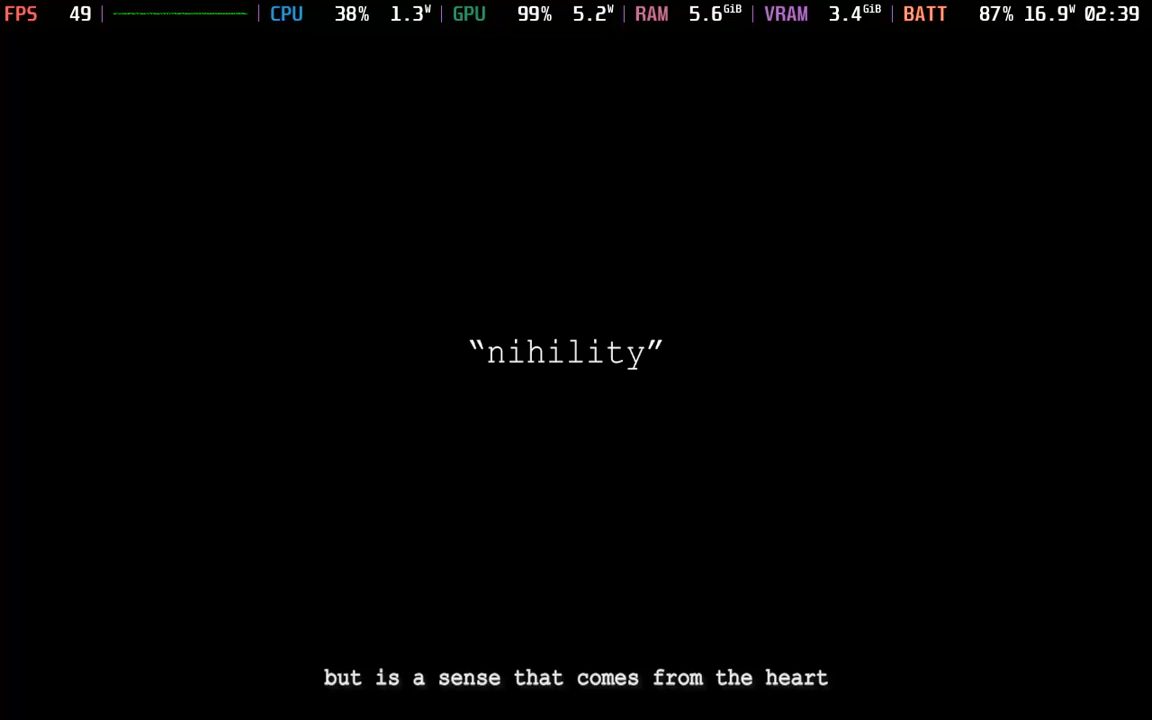 FPS 49 | CPU 38% 1.3W | GPU 99% 5.2W | RAM 5.6GiB | VRAM 3.4GiB | BATT 87% 16.9W 02:39
“nihility”
but is a sense that comes from the heart